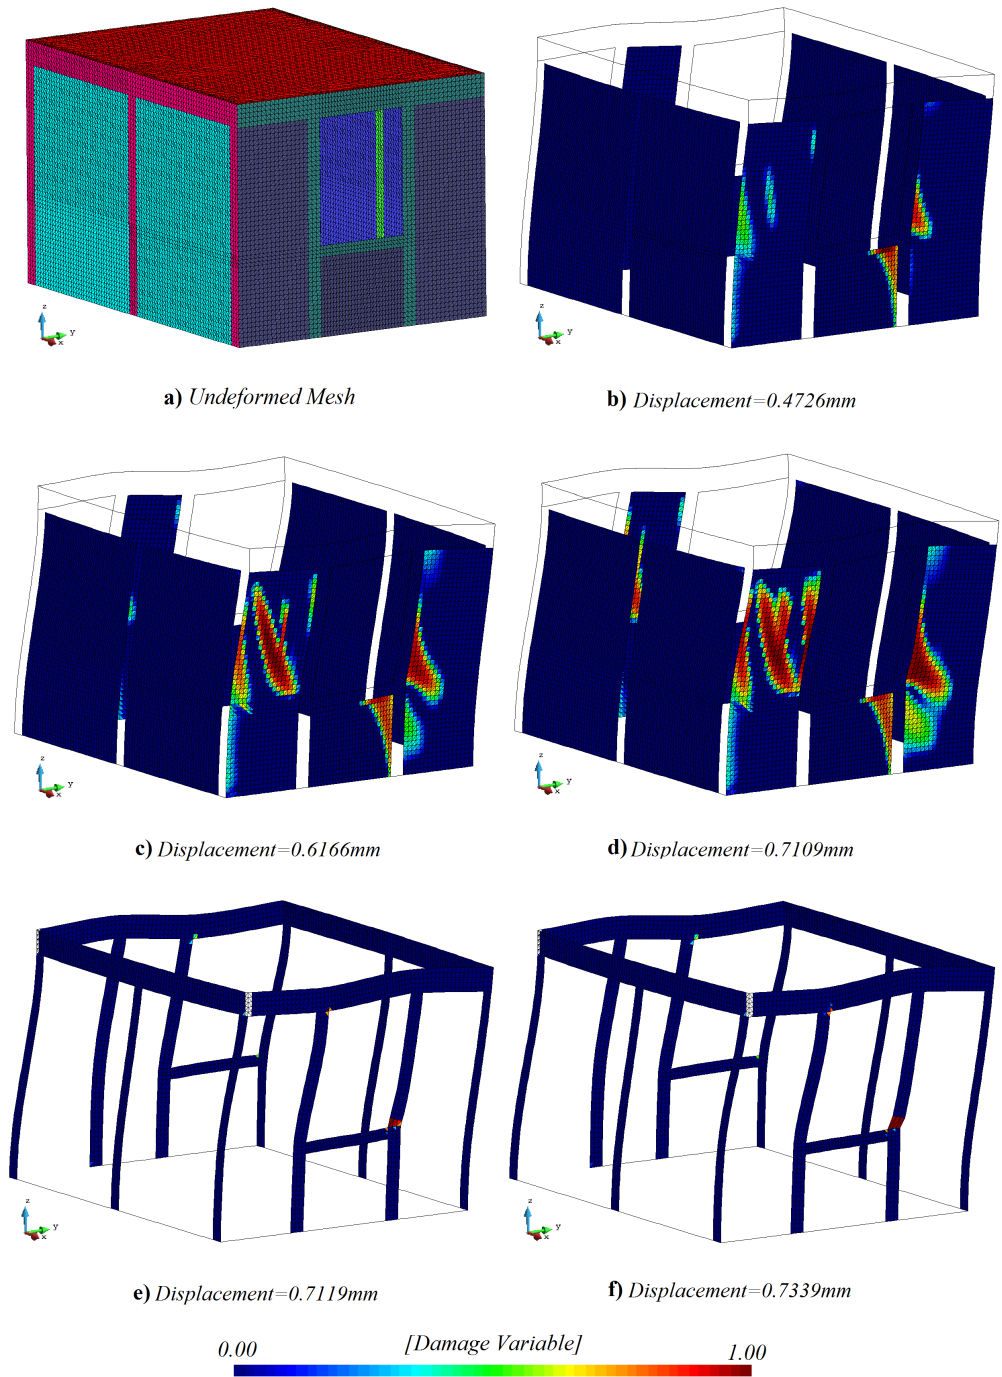 z
y
x
a) Undeformed Mesh
z
y
x
b) Displacement=0.4726mm
z
y
x
c) Displacement=0.6166mm
z
y
x
d) Displacement=0.7109mm
z
y
x
e) Displacement=0.7119mm
z
y
x
f) Displacement=0.7339mm
0.00 [Damage Variable] 1.00